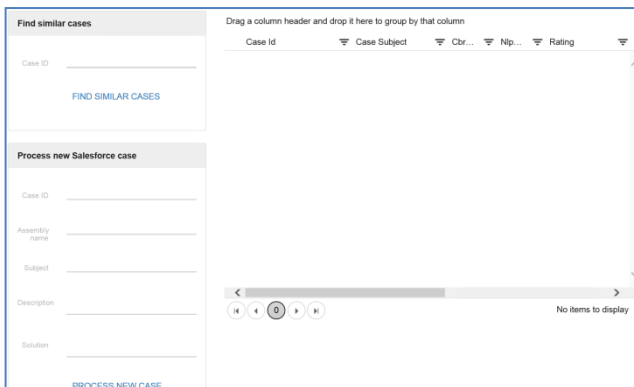 Find similar cases
Case ID
FIND SIMILAR CASES
Process new Salesforce case
Case ID
Assembly
name
Subject
Description
Solution
PROCESS NEW CASE
Drag a column header and drop it here to group by that column
Case Id Case Subject Cbr... Nlp... Rating
0
No items to display